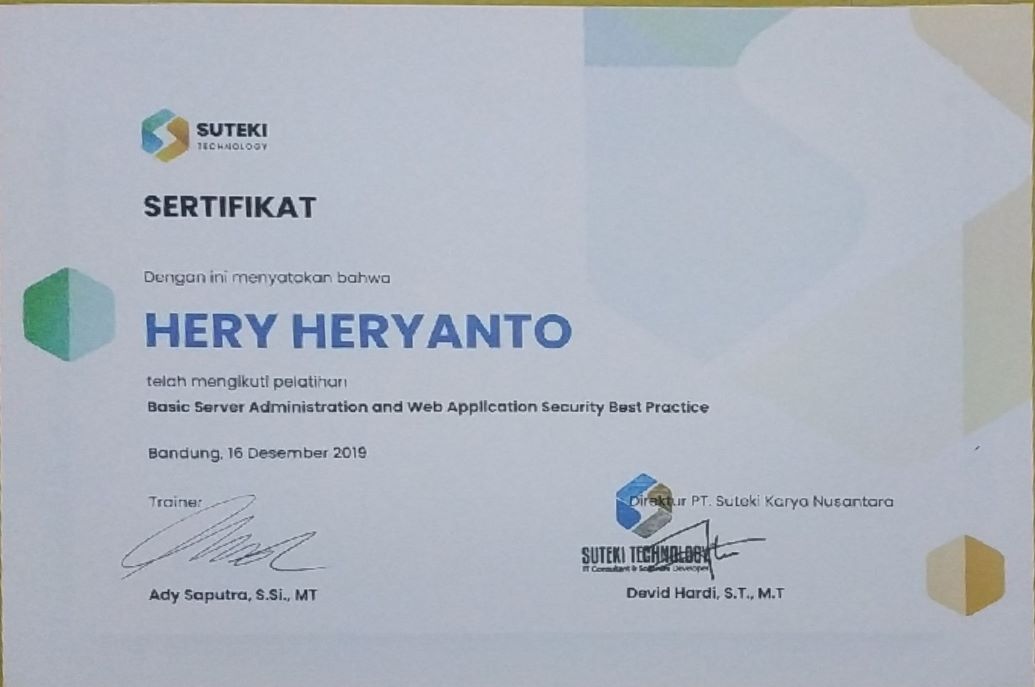 SUTEKI
TECHNOLOGY
SERTIFIKAT
Dengan ini menyatakan bahwa
HERY HERYANTO
telah mengikuti pelatihan
Basic Server Administration and Web Application Security Best Practice
Bandung, 16 Desember 2019
Trainer
Direktur PT. Suteki Karya Nusantara
SUTEKI TECHNOLOGY
IT Consultant & Software Developer
Ady Saputra, S.Si., MT
Devid Hardi, S.T., M.T